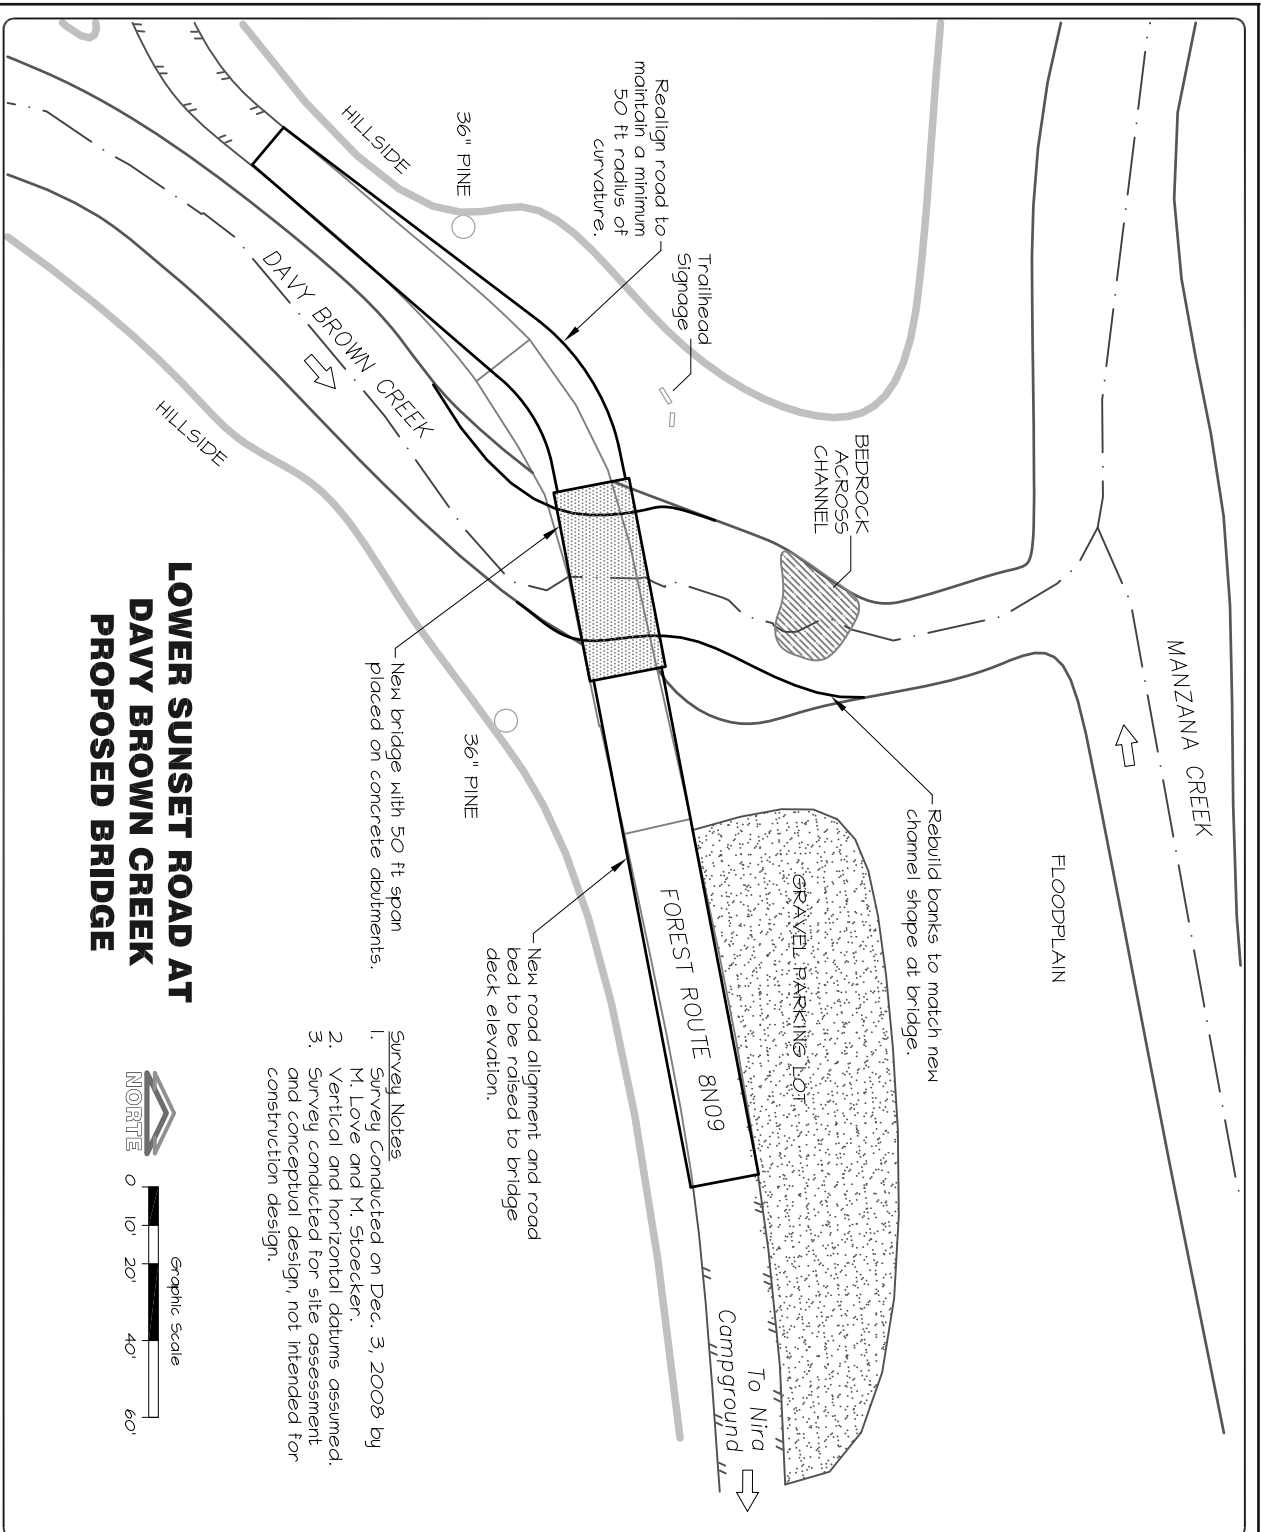 MANZANA CREEK
FLOODPLAIN
BEDROCK
ACROSS
CHANNEL
Rebuild banks to match new
channel shape at bridge.
GRAVEL PARKING LOT
Realign road to
maintain a minimum
50 ft radius of
curvature.
Trailhead
Signage
FOREST ROUTE 8N09
To Nira
Campground
36" PINE
HILLSIDE
DAVY BROWN CREEK
HILLSIDE
36" PINE
New road alignment and road
bed to be raised to bridge
deck elevation.
New bridge with 50 ft span
placed on concrete abutments.
Survey Notes
1. Survey Conducted on Dec. 3, 2008 by
M. Love and M. Stoecker.
2. Vertical and horizontal datums assumed.
3. Survey conducted for site assessment
and conceptual design, not intended for
construction design.
LOWER SUNSET ROAD AT
DAVY BROWN CREEK
PROPOSED BRIDGE
NORTE
Graphic Scale
0 10' 20' 40' 60'